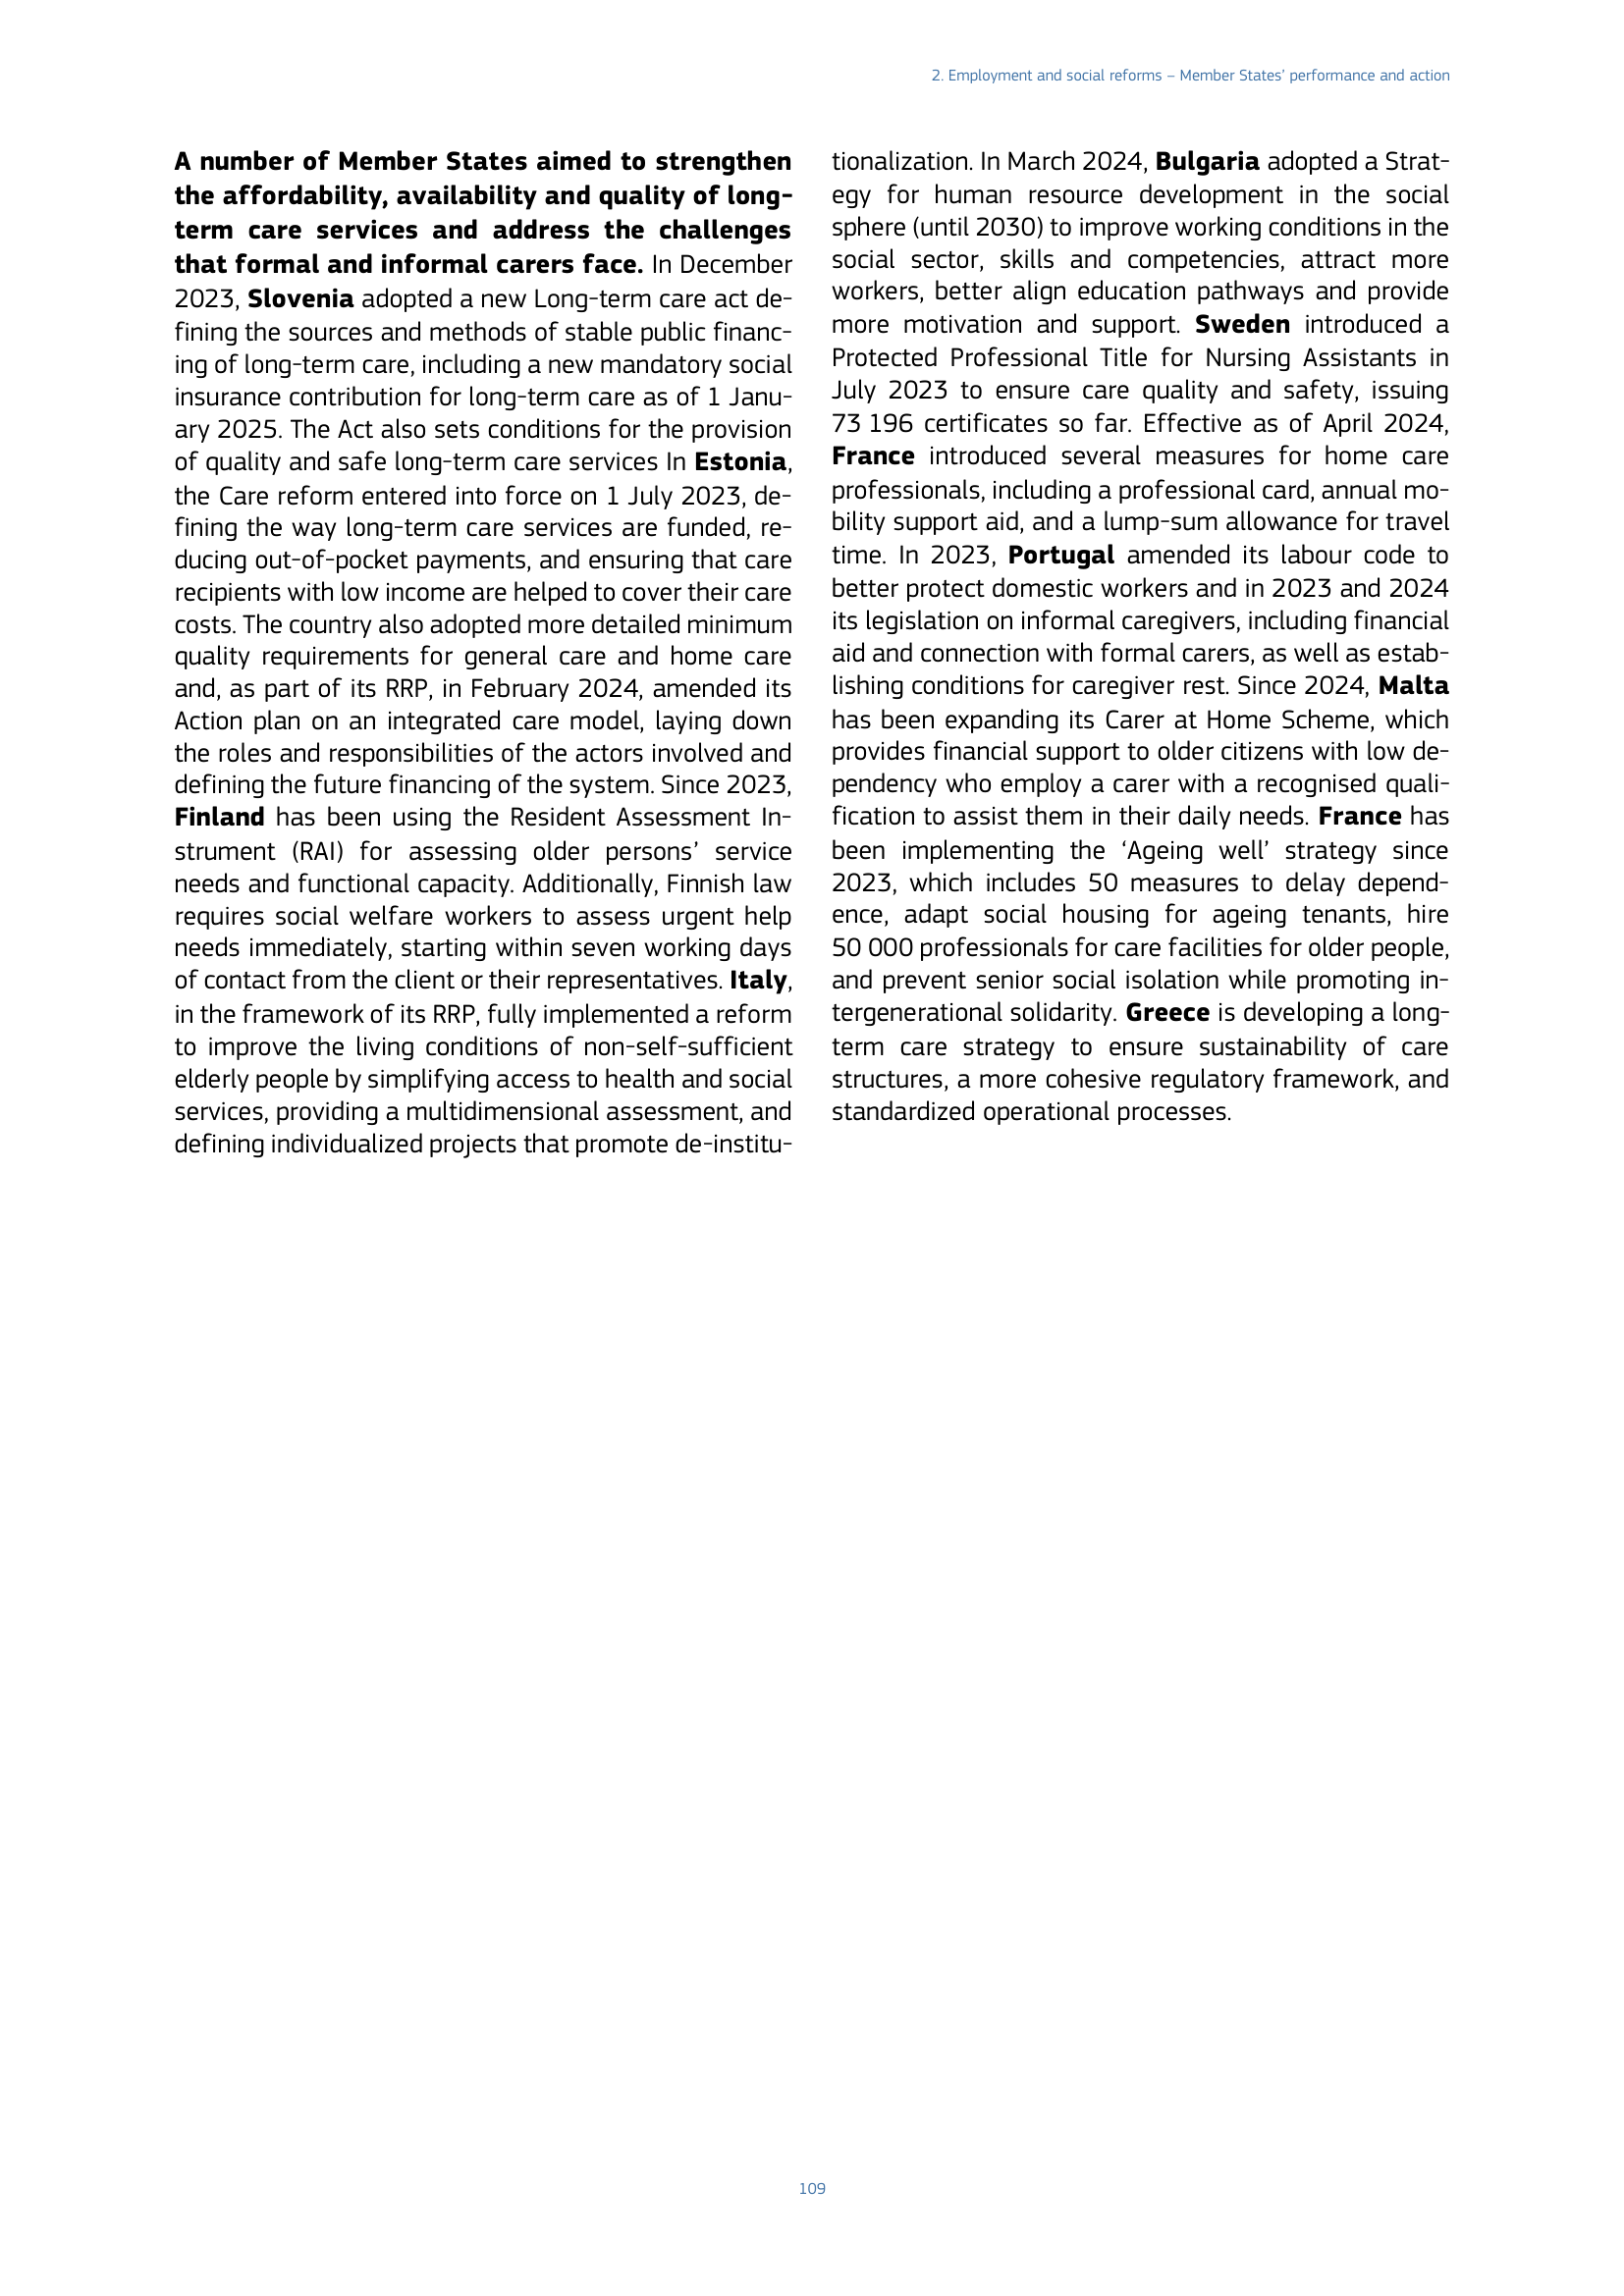 2. Employment and social reforms – Member States’ performance and action
A number of Member States aimed to strengthen
the affordability, availability and quality of long-
term care services and address the challenges
that formal and informal carers face. In December
2023, Slovenia adopted a new Long-term care act de-
fining the sources and methods of stable public financ-
ing of long-term care, including a new mandatory social
insurance contribution for long-term care as of 1 Janu-
ary 2025. The Act also sets conditions for the provision
of quality and safe long-term care services In Estonia,
the Care reform entered into force on 1 July 2023, de-
fining the way long-term care services are funded, re-
ducing out-of-pocket payments, and ensuring that care
recipients with low income are helped to cover their care
costs. The country also adopted more detailed minimum
quality requirements for general care and home care
and, as part of its RRP, in February 2024, amended its
Action plan on an integrated care model, laying down
the roles and responsibilities of the actors involved and
defining the future financing of the system. Since 2023,
Finland has been using the Resident Assessment In-
strument (RAI) for assessing older persons’ service
needs and functional capacity. Additionally, Finnish law
requires social welfare workers to assess urgent help
needs immediately, starting within seven working days
of contact from the client or their representatives. Italy,
in the framework of its RRP, fully implemented a reform
to improve the living conditions of non-self-sufficient
elderly people by simplifying access to health and social
services, providing a multidimensional assessment, and
defining individualized projects that promote de-institu-
tionalization. In March 2024, Bulgaria adopted a Strat-
egy for human resource development in the social
sphere (until 2030) to improve working conditions in the
social sector, skills and competencies, attract more
workers, better align education pathways and provide
more motivation and support. Sweden introduced a
Protected Professional Title for Nursing Assistants in
July 2023 to ensure care quality and safety, issuing
73 196 certificates so far. Effective as of April 2024,
France introduced several measures for home care
professionals, including a professional card, annual mo-
bility support aid, and a lump-sum allowance for travel
time. In 2023, Portugal amended its labour code to
better protect domestic workers and in 2023 and 2024
its legislation on informal caregivers, including financial
aid and connection with formal carers, as well as estab-
lishing conditions for caregiver rest. Since 2024, Malta
has been expanding its Carer at Home Scheme, which
provides financial support to older citizens with low de-
pendency who employ a carer with a recognised quali-
fication to assist them in their daily needs. France has
been implementing the ‘Ageing well’ strategy since
2023, which includes 50 measures to delay depend-
ence, adapt social housing for ageing tenants, hire
50 000 professionals for care facilities for older people,
and prevent senior social isolation while promoting in-
tergenerational solidarity. Greece is developing a long-
term care strategy to ensure sustainability of care
structures, a more cohesive regulatory framework, and
standardized operational processes.
109